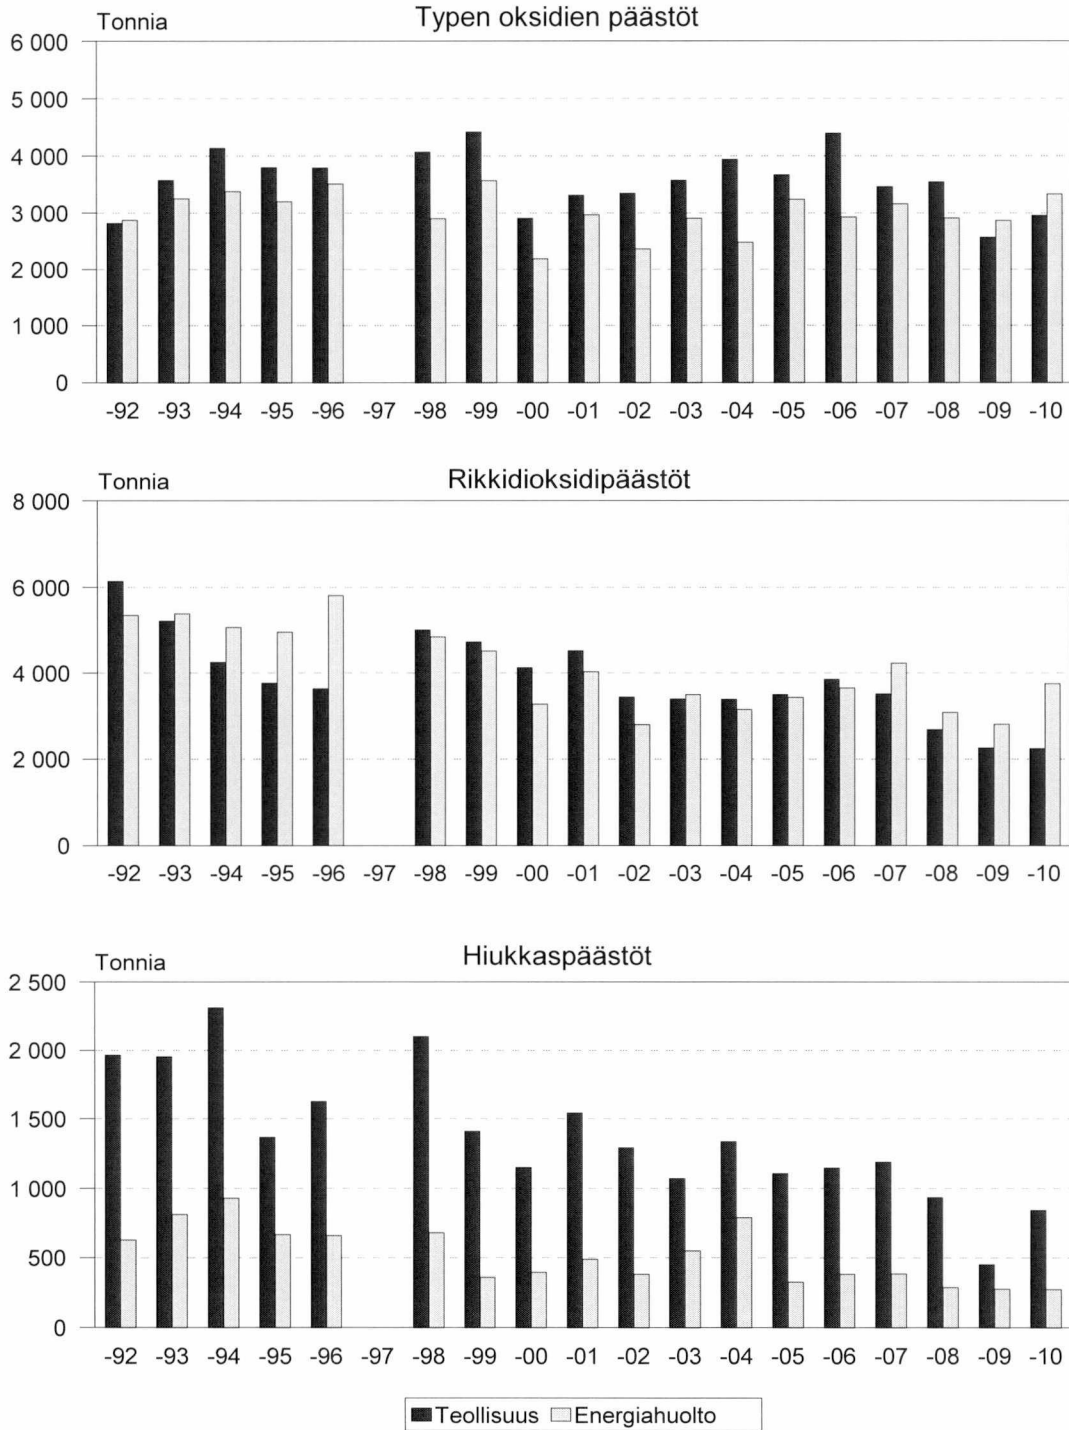 Typen oksidien päästöt
Tonnia
6 000
5 000
4 000
3 000
2 000
1 000
0
-92 -93 -94 -95 -96 -97 -98 -99 -00 -01 -02 -03 -04 -05 -06 -07 -08 -09 -10
Rikkidioksidipäästöt
Tonnia
8 000
6 000
4 000
2 000
0
-92 -93 -94 -95 -96 -97 -98 -99 -00 -01 -02 -03 -04 -05 -06 -07 -08 -09 -10
Hiukkaspäästöt
Tonnia
2 500
2 000
1 500
1 000
500
0
-92 -93 -94 -95 -96 -97 -98 -99 -00 -01 -02 -03 -04 -05 -06 -07 -08 -09 -10
Teollisuus Energiahuolto